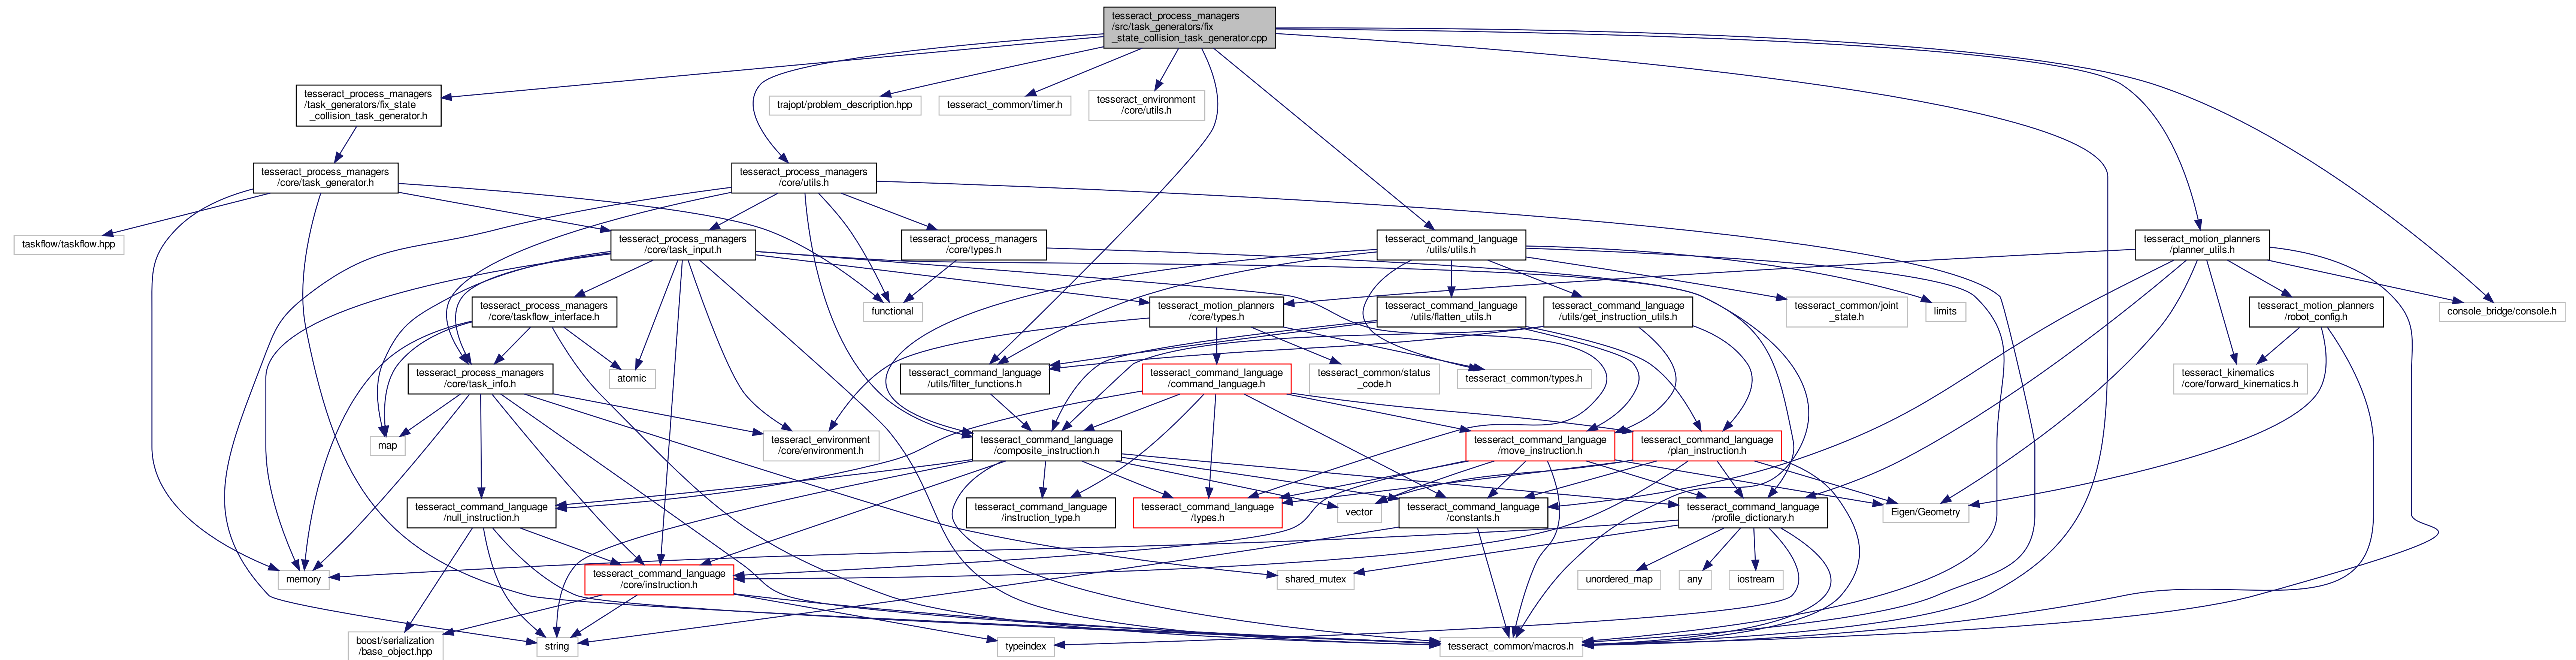 tesseract_process_managers
/src/task_generators/fix
_state_collision_task_generator.cpp
tesseract_process_managers
/task_generators/fix_state
_collision_task_generator.h
trajopt/problem_description.hpp
tesseract_common/timer.h
tesseract_environment
/core/utils.h
tesseract_process_managers
/core/task_generator.h
tesseract_process_managers
/core/utils.h
taskflow/taskflow.hpp
tesseract_process_managers
/core/task_input.h
tesseract_process_managers
/core/types.h
tesseract_command_language
/utils/utils.h
tesseract_motion_planners
/planner_utils.h
tesseract_process_managers
/core/taskflow_interface.h
functional
tesseract_motion_planners
/core/types.h
tesseract_command_language
/utils/flatten_utils.h
tesseract_command_language
/utils/get_instruction_utils.h
tesseract_common/joint
_state.h
limits
tesseract_motion_planners
/robot_config.h
console_bridge/console.h
tesseract_process_managers
/core/task_info.h
atomic
tesseract_command_language
/utils/filter_functions.h
tesseract_command_language
/command_language.h
tesseract_common/status
_code.h
tesseract_common/types.h
tesseract_kinematics
/core/forward_kinematics.h
map
tesseract_environment
/core/environment.h
tesseract_command_language
/composite_instruction.h
tesseract_command_language
/move_instruction.h
tesseract_command_language
/plan_instruction.h
tesseract_command_language
/null_instruction.h
tesseract_command_language
/instruction_type.h
tesseract_command_language
/types.h
vector
tesseract_command_language
/constants.h
tesseract_command_language
/profile_dictionary.h
Eigen/Geometry
memory
tesseract_command_language
/core/instruction.h
shared_mutex
unordered_map
any
iostream
boost/serialization
/base_object.hpp
string
typeindex
tesseract_common/macros.h